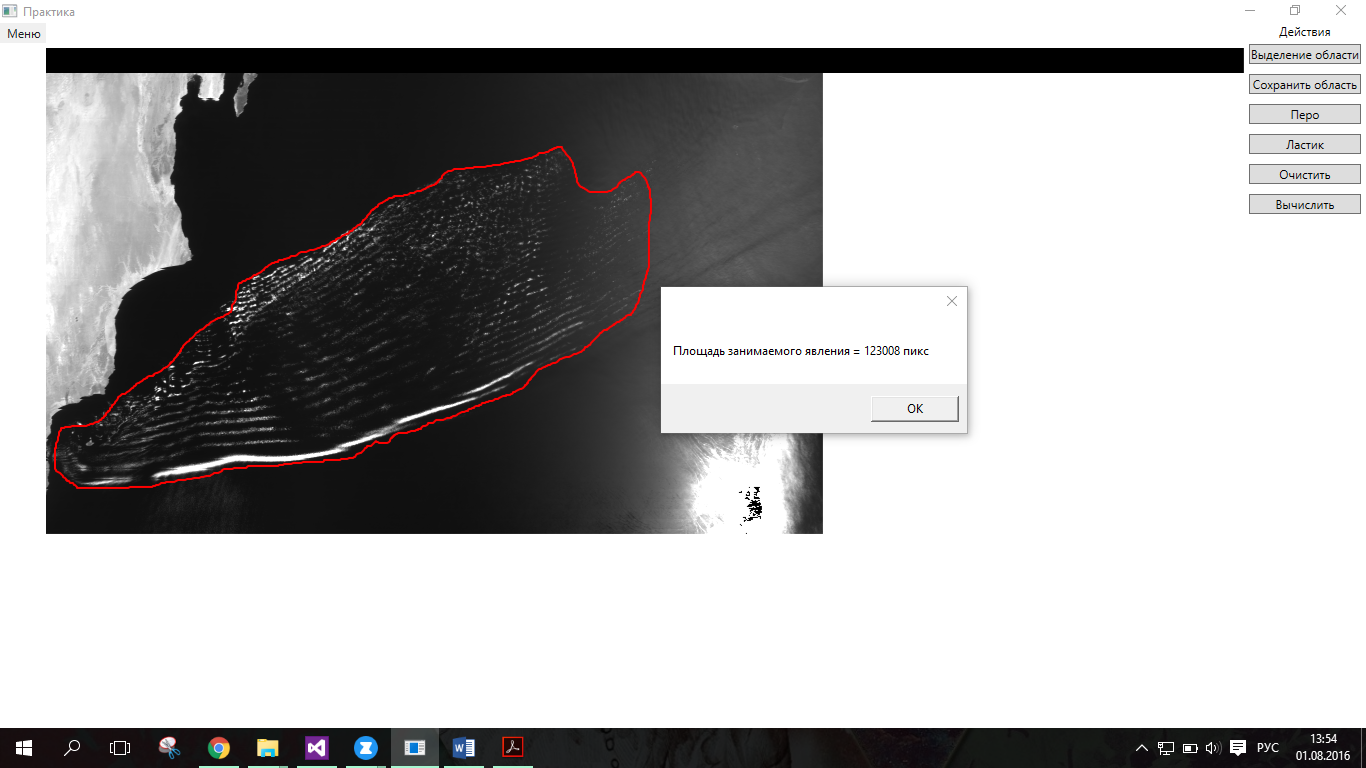 Практика
Меню
Действия
Выделение области
Сохранить область
Перо
Ластик
Очистить
Вычислить
Площадь занимаемого явления = 123008 пикс
ОК
РУС
13:54
01.08.2016